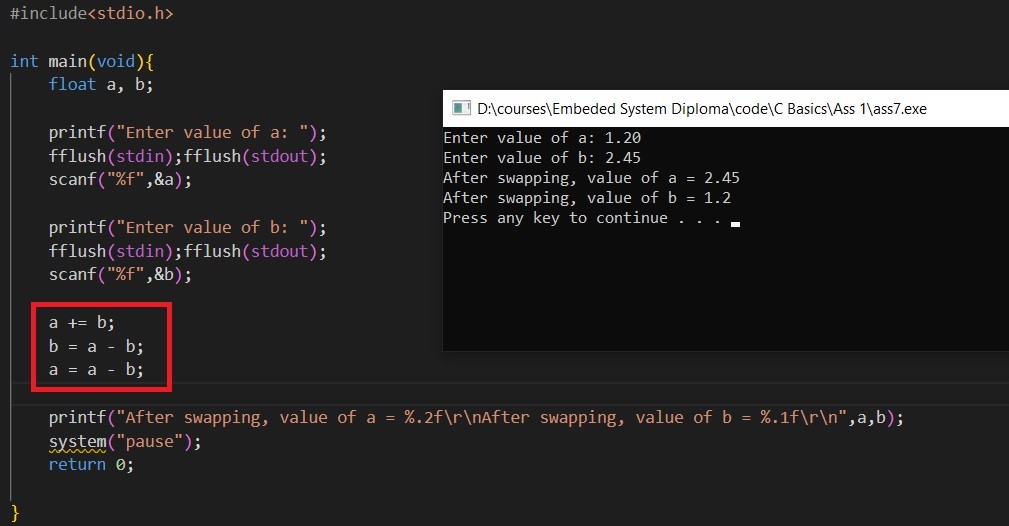 #include<stdio.h>
int main(void){
float a, b;
printf("Enter value of a: ");
fflush(stdin);fflush(stdout);
scanf("%f",&a);
printf("Enter value of b: ");
fflush(stdin);fflush(stdout);
scanf("%f",&b);
a += b;
b = a - b;
a = a - b;
printf("After swapping, value of a = %.2f\r\nAfter swapping, value of b = %.1f\r\n",a,b);
system("pause");
return 0;
}
D:\courses\Embeded System Diploma\code\C Basics\Ass 1\ass7.exe
Enter value of a: 1.20
Enter value of b: 2.45
After swapping, value of a = 2.45
After swapping, value of b = 1.2
Press any key to continue . . .